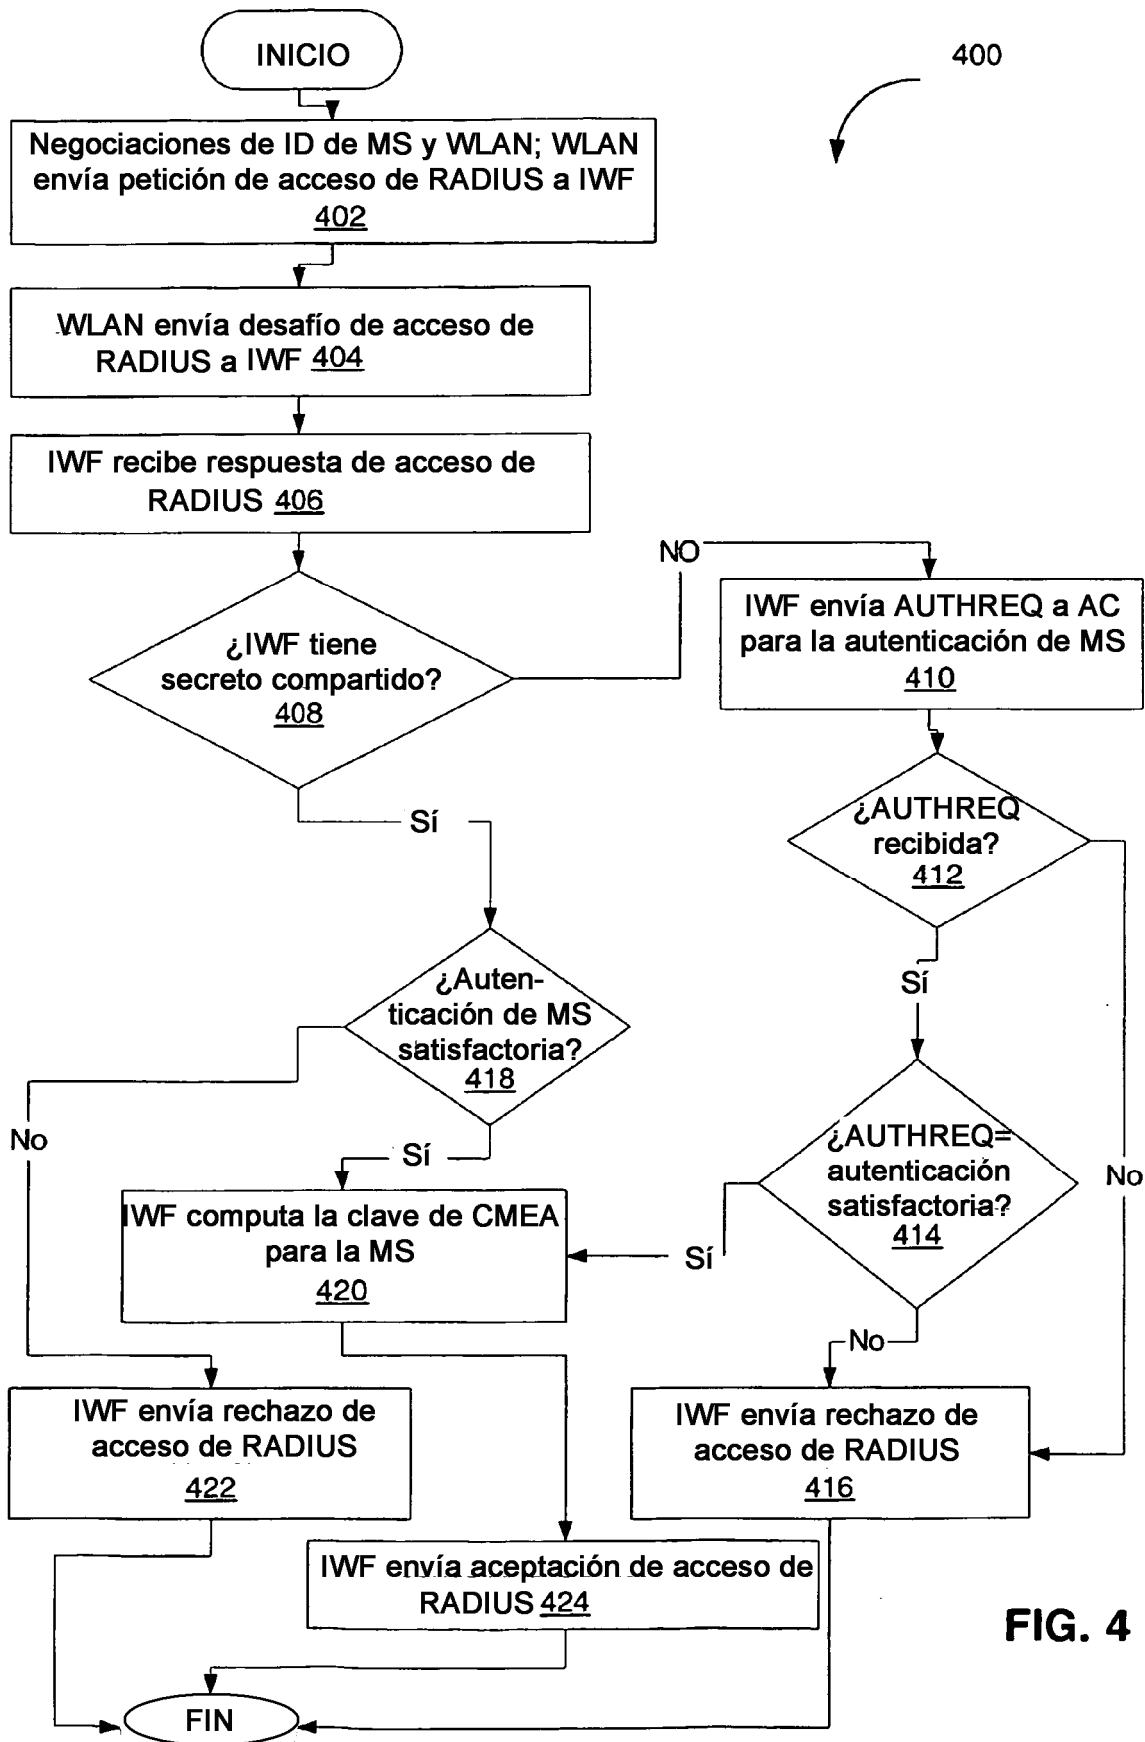 INICIO
400
Negociaciones de ID de MS y WLAN; WLAN
envía petición de acceso de RADIUS a IWF
402
WLAN envía desafío de acceso de
RADIUS a IWF 404
IWF recibe respuesta de acceso de
RADIUS 406
¿IWF tiene
secreto compartido?
408
NO
IWF envía AUTHREQ a AC
para la autenticación de MS
410
Sí
¿AUTHREQ
recibida?
412
Sí
No
¿Auten-
ticación de MS
satisfactoria?
418
No
Sí
¿AUTHREQ=
autenticación
satisfactoria?
414
Sí
No
IWF computa la clave de CMEA
para la MS
420
IWF envía rechazo de
acceso de RADIUS
422
IWF envía rechazo de
acceso de RADIUS
416
IWF envía aceptación de acceso de
RADIUS 424
FIN
FIG. 4